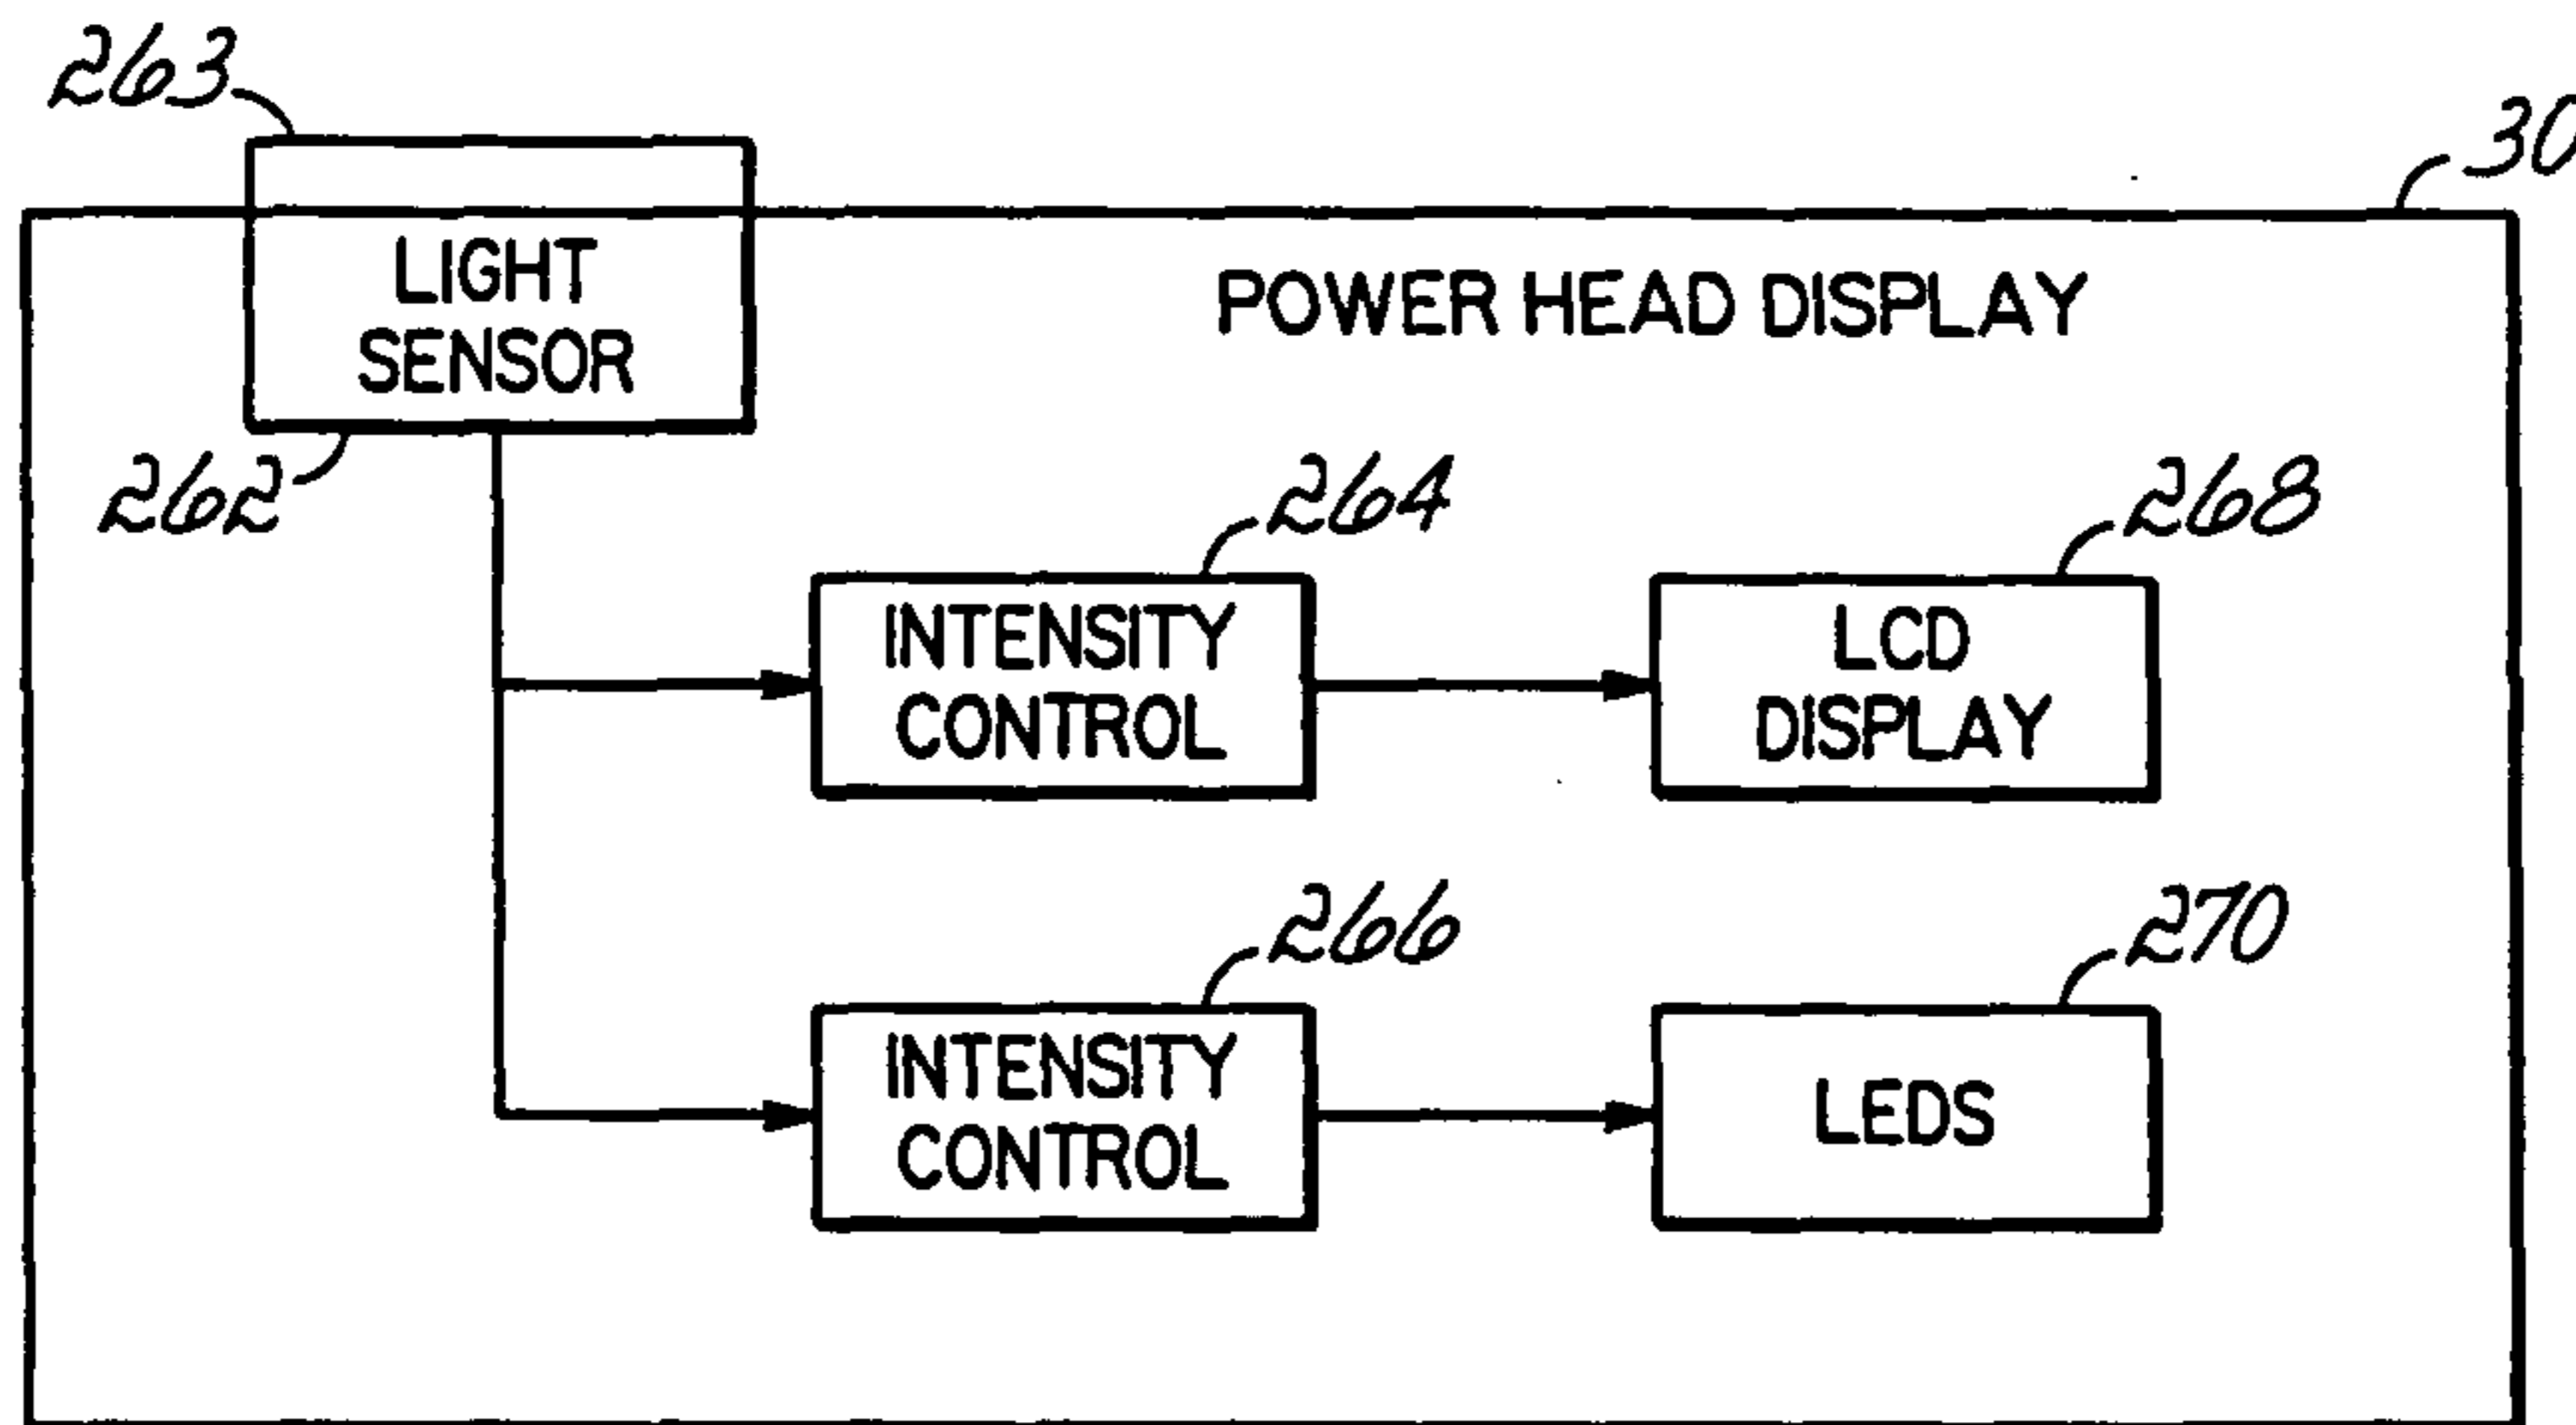 263
30
LIGHT
SENSOR
POWER HEAD DISPLAY
262
264
268
INTENSITY
CONTROL
LCD
DISPLAY
266
270
INTENSITY
CONTROL
LEDS